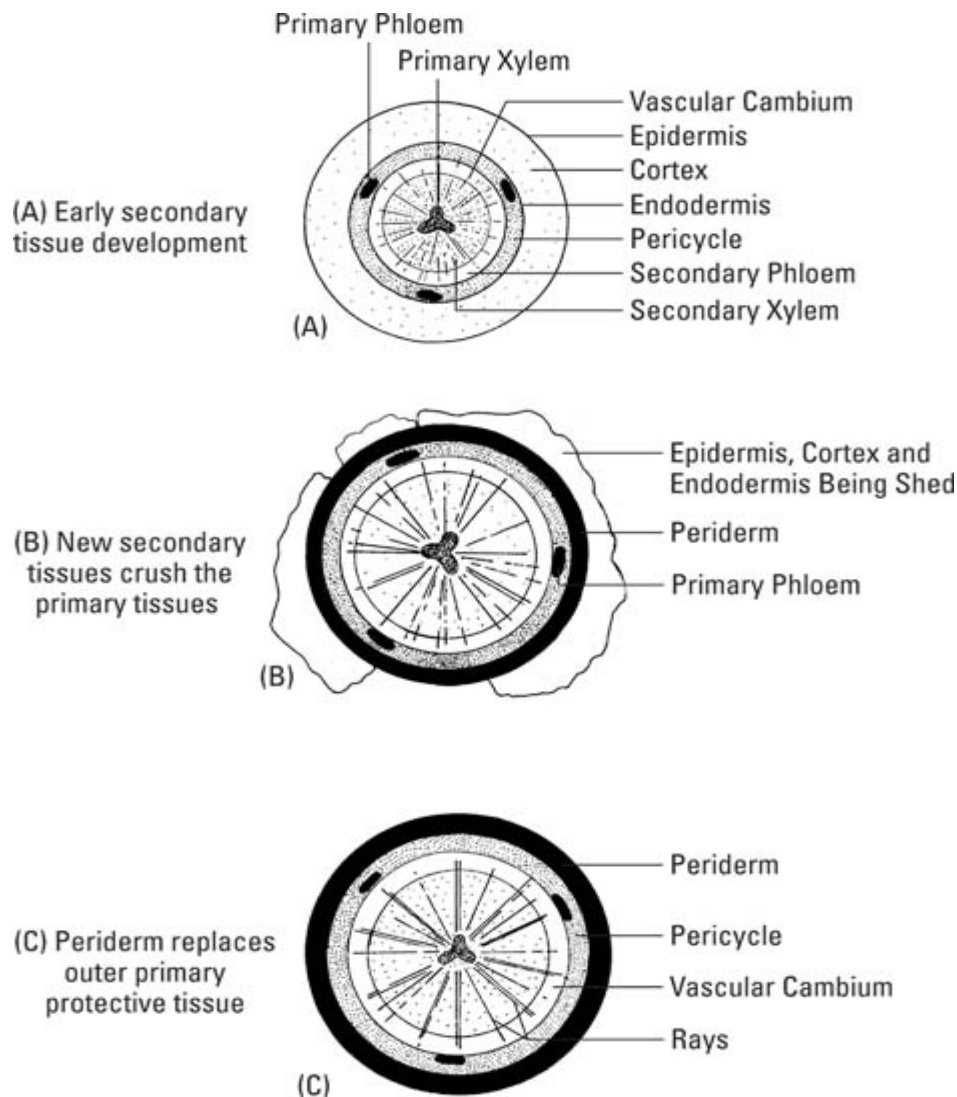 Primary Phloem
Primary Xylem
Vascular Cambium
Epidermis
Cortex
Endodermis
Pericycle
Secondary Phloem
Secondary Xylem
(A) Early secondary
tissue development
(A)
Epidermis, Cortex and
Endodermis Being Shed
Periderm
Primary Phloem
(B) New secondary
tissues crush the
primary tissues
(B)
Periderm
Pericycle
Vascular Cambium
Rays
(C) Periderm replaces
outer primary
protective tissue
(C)